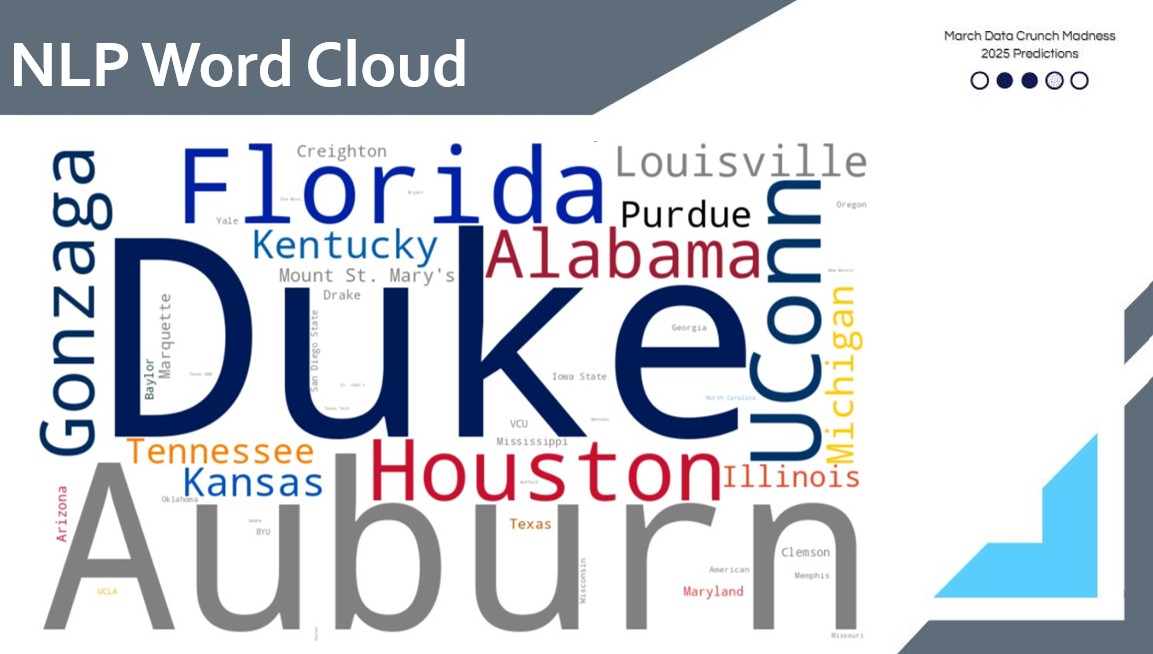 NLP Word Cloud
March Data Crunch Madness
2025 Predictions
Gonzaga
Florida
Creighton
Louisville
Yale
Purdue
Oregon
Kentucky
Alabama
UConn
Mount St. Mary's
Drake
Duke
Marquette
Baylor
San Diego State
Georgia
Michigan
Iowa State
North Carolina
VCU
Mississippi
Tennessee
Kansas
Houston
Illinois
Oklahoma
Arizona
Auburn
BYU
Texas
Clemson
Wisconsin
American
Memphis
UCLA
Maryland
Missouri